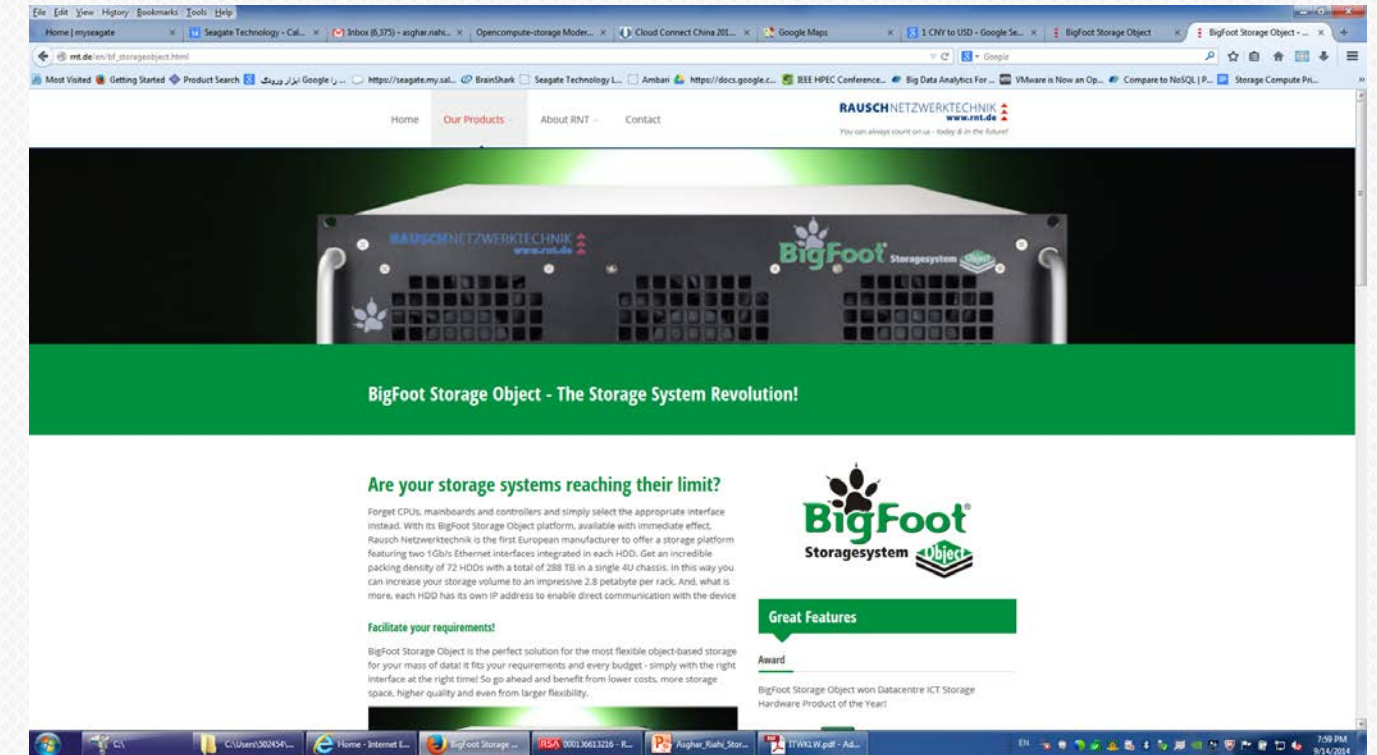 File Edit View History Bookmarks Tools Help
Home | myseagate
Seagate Technology - Cal...
Inbox (6,375) - asghar.riahi...
Opencompute-storage Moder...
Cloud Connect China 201...
Google Maps
1 CNY to USD - Google Se...
BigFoot Storage Object
BigFoot Storage Object - ...
rnt.de/en/bf_storageobject.html
Google
Most Visited Getting Started Product Search Google را ... ابزار ورودی https://seagate.my.sal... BrainShark Seagate Technology L... Ambari https://docs.google.c... IEEE HPEC Conference... Big Data Analytics For ... VMware is Now an Op... Compare to NoSQL | P... Storage Compute Pri...
Home Our Products About RNT Contact
RAUSCHNETZWERKTECHNIK
www.rnt.de
You can always count on us - today & in the future!
RAUSCHNETZWERKTECHNIK
www.rnt.de
BigFoot Storagesystem Object
BigFoot Storage Object - The Storage System Revolution!
Are your storage systems reaching their limit?
Forget CPUs, mainboards and controllers and simply select the appropriate interface
instead. With its BigFoot Storage Object platform, available with immediate effect,
Rausch Netzwerktechnik is the first European manufacturer to offer a storage platform
featuring two 1Gb/s Ethernet interfaces integrated in each HDD. Get an incredible
packing density of 72 HDDs with a total of 288 TB in a single 4U chassis. In this way you
can increase your storage volume to an impressive 2.8 petabyte per rack. And, what is
more, each HDD has its own IP address to enable direct communication with the device
Facilitate your requirements!
BigFoot Storage Object is the perfect solution for the most flexible object-based storage
for your mass of data! It fits your requirements and every budget - simply with the right
interface at the right time! So go ahead and benefit from lower costs, more storage
space, higher quality and even from larger flexibility.
BigFoot®
Storagesystem Object
Great Features
Award
BigFoot Storage Object won Datacentre ICT Storage
Hardware Product of the Year!
C:\
C:\Users\502454\...
Home - Internet E...
BigFoot Storage ...
RSA 000136613216 - R...
Asghar_Riahi_Stor...
ITWKLW.pdf - Ad...
EN
7:59 PM
9/14/2014